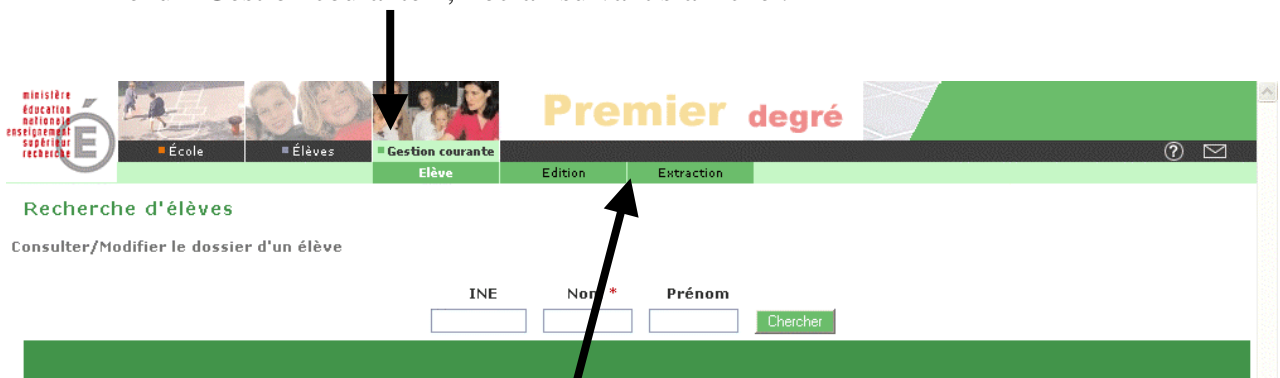 ministère
éducation
nationale
enseignement
supérieur
recherche
É
Premier degré
École
Élèves
Gestion courante
?
Elève Edition Extraction
Recherche d'élèves
Consulter/Modifier le dossier d'un élève
INE Nom * Prénom
Chercher